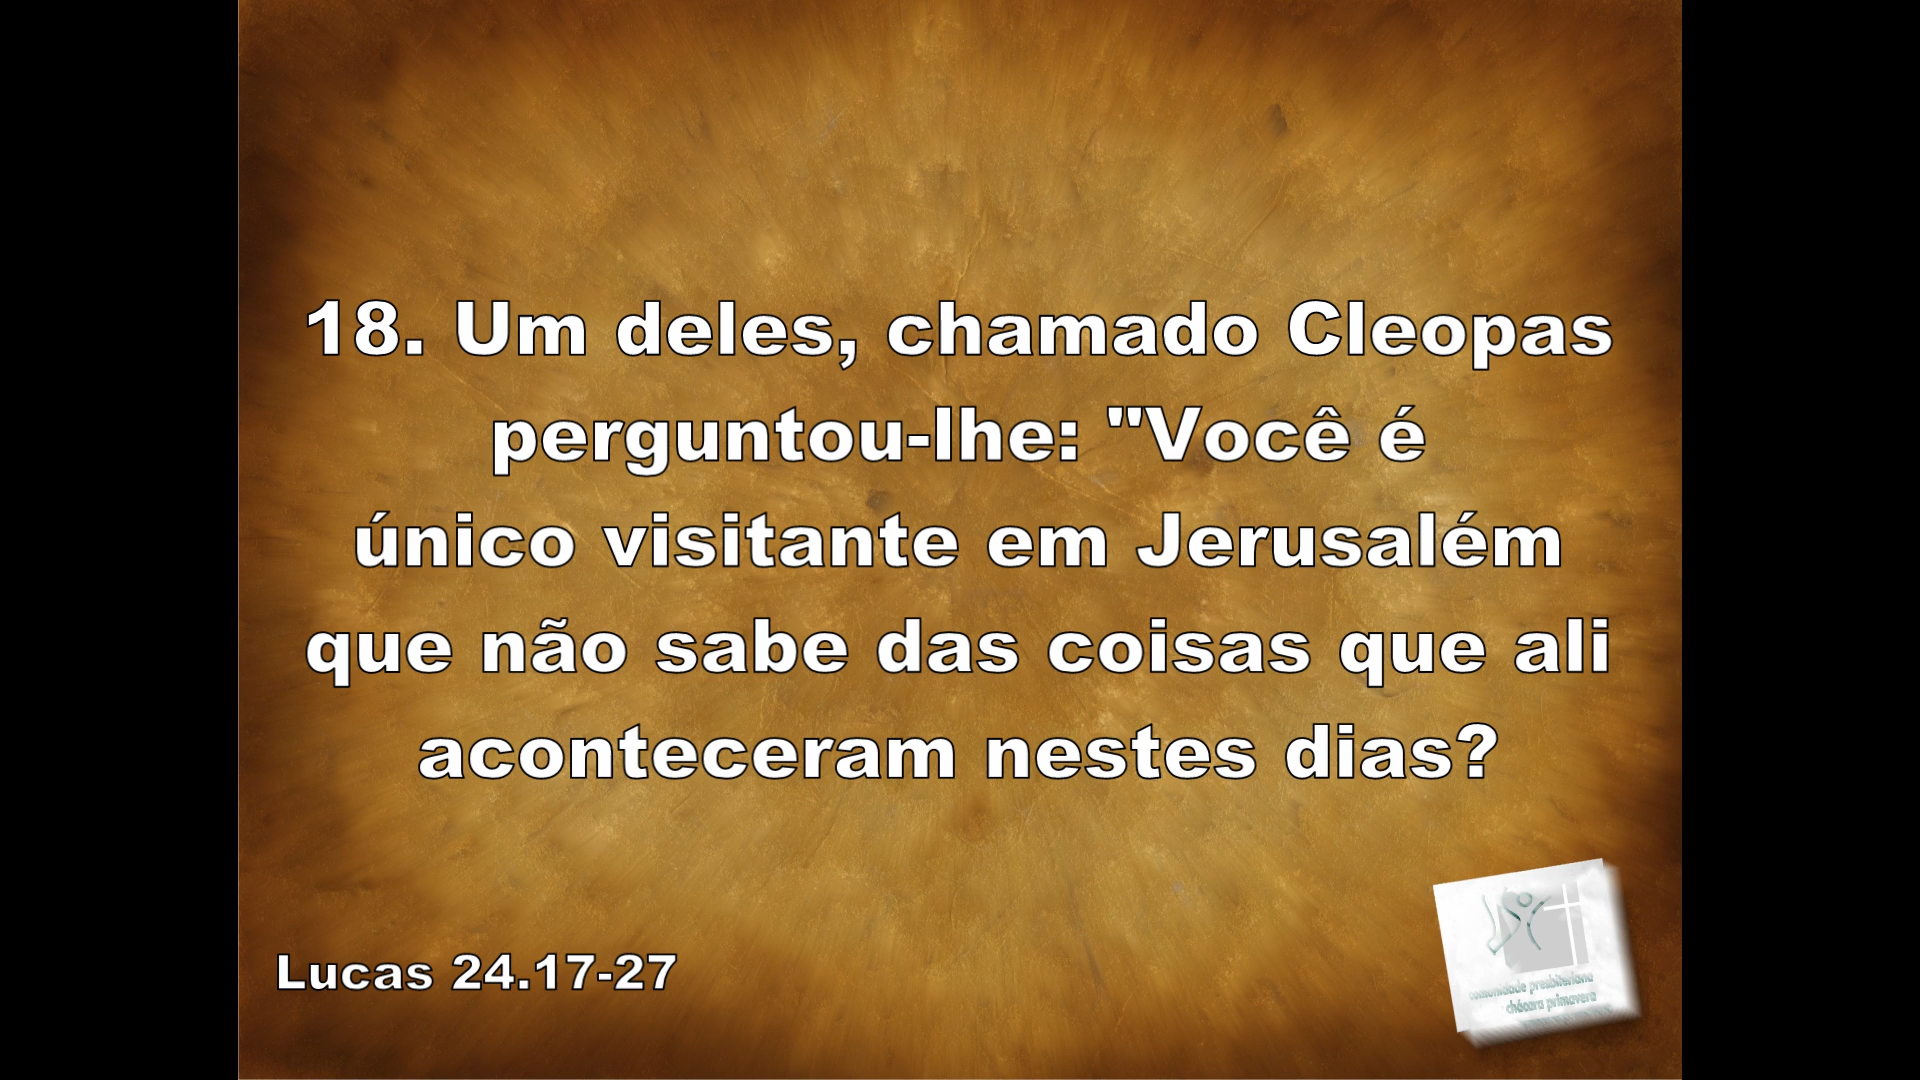 18. Um deles, chamado Cleopas
perguntou-lhe: "Você é
único visitante em Jerusalém
que não sabe das coisas que ali
aconteceram nestes dias?
Lucas 24.17-27
comunidade presbiteriana
chácara primavera